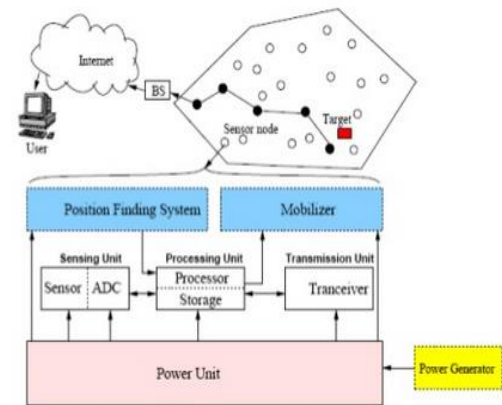 Internet
BS
User
Sensor node
Target
Position Finding System
Mobilizer
Sensing Unit
Processing Unit
Transmission Unit
Sensor
ADC
Processor
Storage
Tranceiver
Power Unit
Power Generator